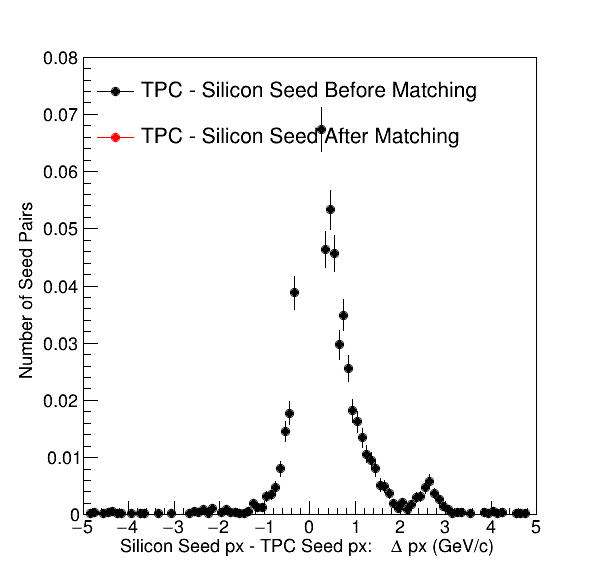 0.08
TPC - Silicon Seed Before Matching
0.07
TPC - Silicon Seed After Matching
0.06
0.05
0.04
0.03
0.02
0.01
0
Number of Seed Pairs
−5 −4 −3 −2 −1 0 1 2 3 4 5
Silicon Seed px - TPC Seed px: Δ px (GeV/c)